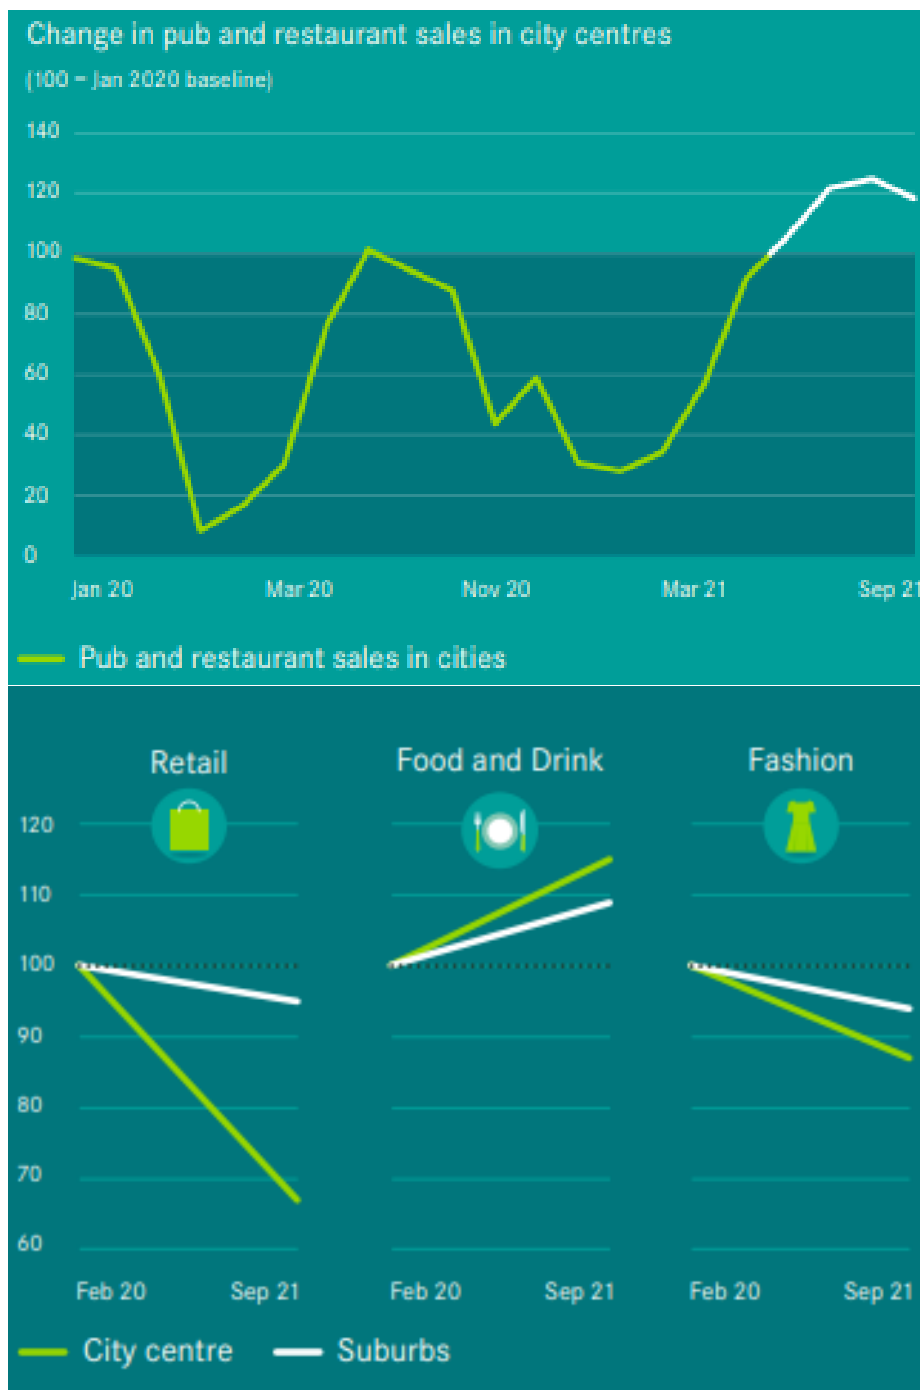 Change in pub and restaurant sales in city centres
(100 – Jan 2020 baseline)
140
120
100
80
60
40
20
0
Jan 20 Mar 20 Nov 20 Mar 21 Sep 21
Pub and restaurant sales in cities
Retail Food and Drink Fashion
120
110
100
90
80
70
60
Feb 20 Sep 21 Feb 20 Sep 21 Feb 20 Sep 21
City centre Suburbs